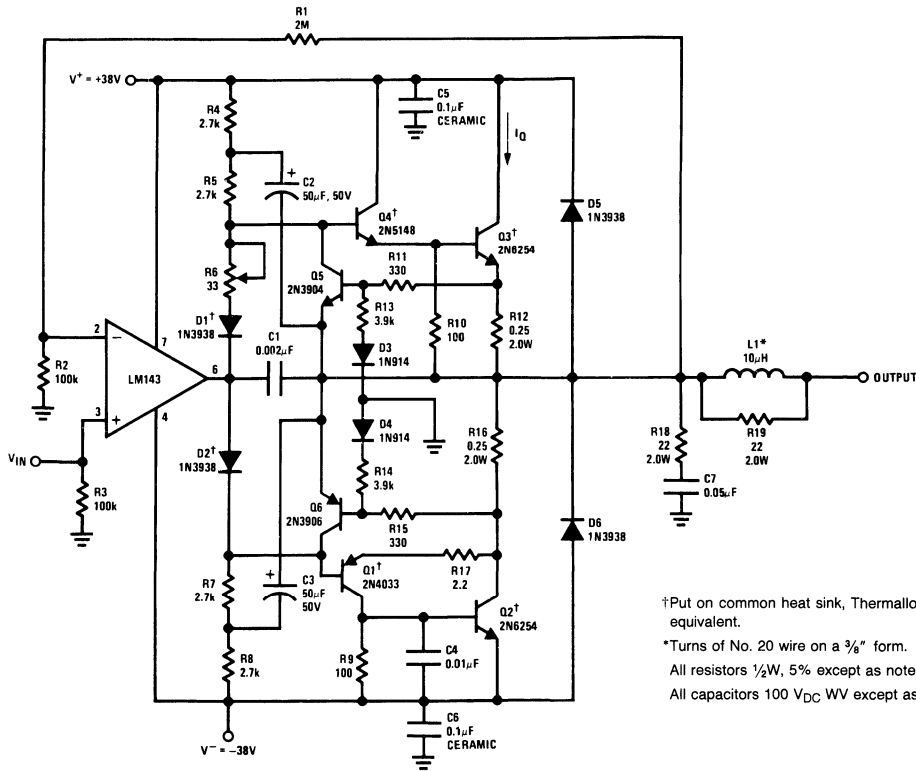 R1
2M
V+ = +38V
R4
2.7k
C5
0.1μF
CERAMIC
IQ
R5
2.7k
+
C2
50μF, 50V
D5
1N3938
Q4†
2N5148
Q3†
2N6254
R6
33
Q5
2N3904
R11
330
R13
3.9k
R12
0.25
2.0W
D1†
1N3938
C1
0.002μF
R10
100
L1*
10μH
2
−
7
D3
1N914
R2
100k
LM143
6
OUTPUT
3
+
4
D4
1N914
R16
0.25
2.0W
R18
22
2.0W
R19
22
2.0W
VIN
D2†
1N3938
R14
3.9k
C7
0.05μF
R3
100k
Q6
2N3906
R15
330
D6
1N3938
R7
2.7k
+
C3
50μF
50V
Q1†
2N4033
R17
2.2
Q2†
2N6254
†Put on common heat sink, Thermallo
equivalent.
R8
2.7k
R9
100
C4
0.01μF
*Turns of No. 20 wire on a 3/8″ form.
All resistors ½W, 5% except as note
All capacitors 100 VDC WV except as
C6
0.1μF
CERAMIC
V− = −38V